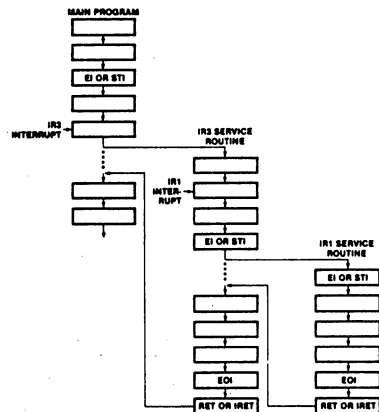 MAIN PROGRAM
EI OR STI
IR3
INTERRUPT
IR3 SERVICE
ROUTINE
IR1
INTER-
RUPT
EI OR STI
IR1 SERVICE
ROUTINE
EI OR STI
EOI
EOI
RET OR IRET
RET OR IRET